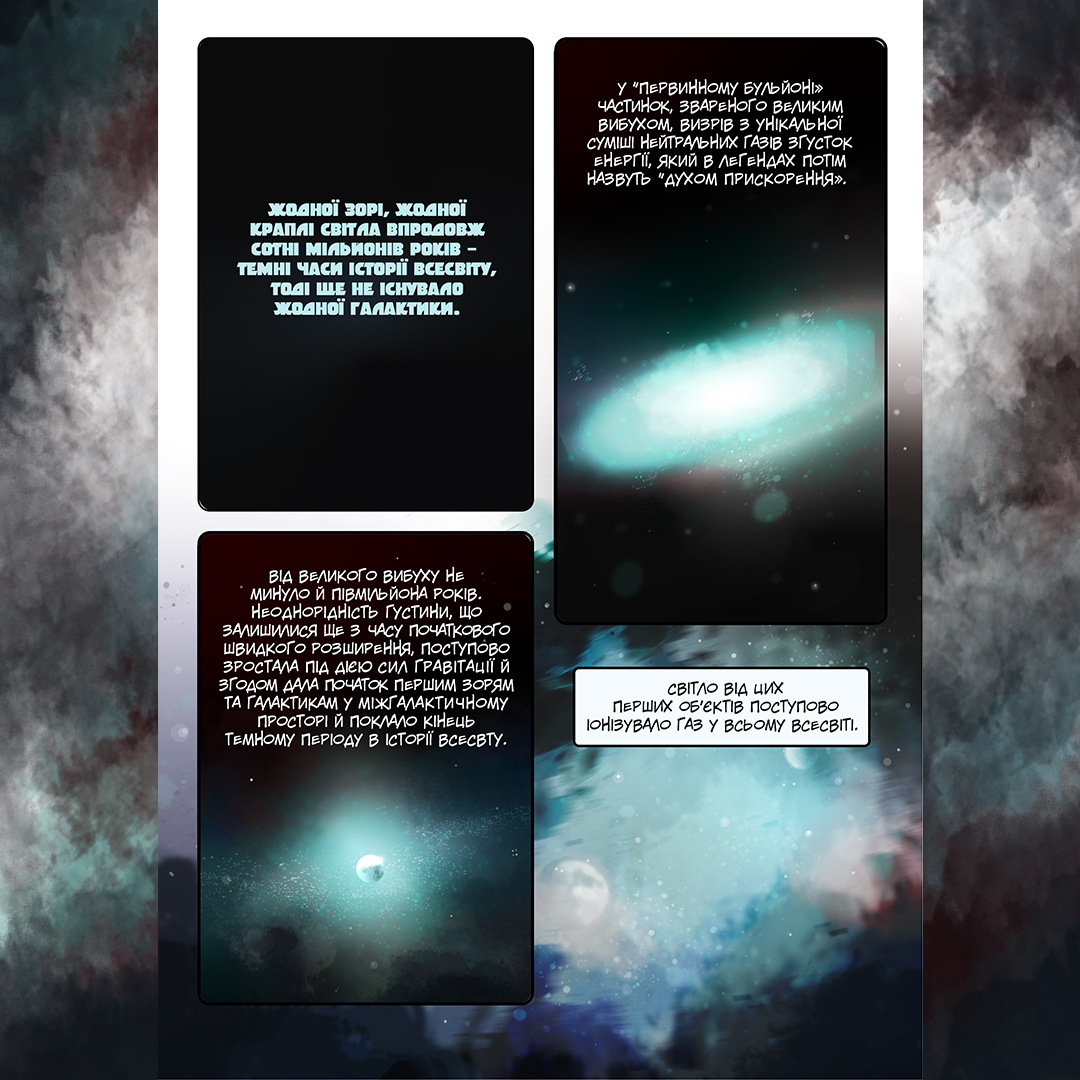 ЖОДНОЇ ЗОРІ, ЖОДНОЇ
КРАПЛІ СВІТЛА ВПРОДОВЖ
СОТНІ МІЛЬЙОНІВ РОКІВ –
ТЕМНІ ЧАСИ ІСТОРІЇ ВСЕСВІТУ,
ТОДІ ЩЕ НЕ ІСНУВАЛО
ЖОДНОЇ ГАЛАКТИКИ.
У "ПЕРВИННОМУ БУЛЬЙОНІ»
ЧАСТИНОК, ЗВАРЕНОГО ВЕЛИКИМ
ВИБУХОМ, ВИЗРІВ З УНІКАЛЬНОЇ
СУМІШІ НЕЙТРАЛЬНИХ ГАЗІВ ЗГУСТОК
ЕНЕРГІЇ, ЯКИЙ В ЛЕГЕНДАХ ПОТІМ
НАЗВУТЬ "ДУХОМ ПРИСКОРЕННЯ».
ВІД ВЕЛИКОГО ВИБУХУ НЕ
МИНУЛО Й ПІВМІЛЬЙОНА РОКІВ.
НЕОДНОРІДНІСТЬ ГУСТИНИ, ЩО
ЗАЛИШИЛИСЯ ЩЕ З ЧАСУ ПОЧАТКОВОГО
ШВИДКОГО РОЗШИРЕННЯ, ПОСТУПОВО
ЗРОСТАЛА ПІД ДІЄЮ СИЛ ГРАВІТАЦІЇ Й
ЗГОДОМ ДАЛА ПОЧАТОК ПЕРШИМ ЗОРЯМ
ТА ГАЛАКТИКАМ У МІЖГАЛАКТИЧНОМУ
ПРОСТОРІ Й ПОКЛАЛО КІНЕЦЬ
ТЕМНОМУ ПЕРІОДУ В ІСТОРІЇ ВСЕСВТУ.
СВІТЛО ВІД ЦИХ
ПЕРШИХ ОБ'ЄКТІВ ПОСТУПОВО
ІОНІЗУВАЛО ГАЗ У ВСЬОМУ ВСЕСВІТІ.